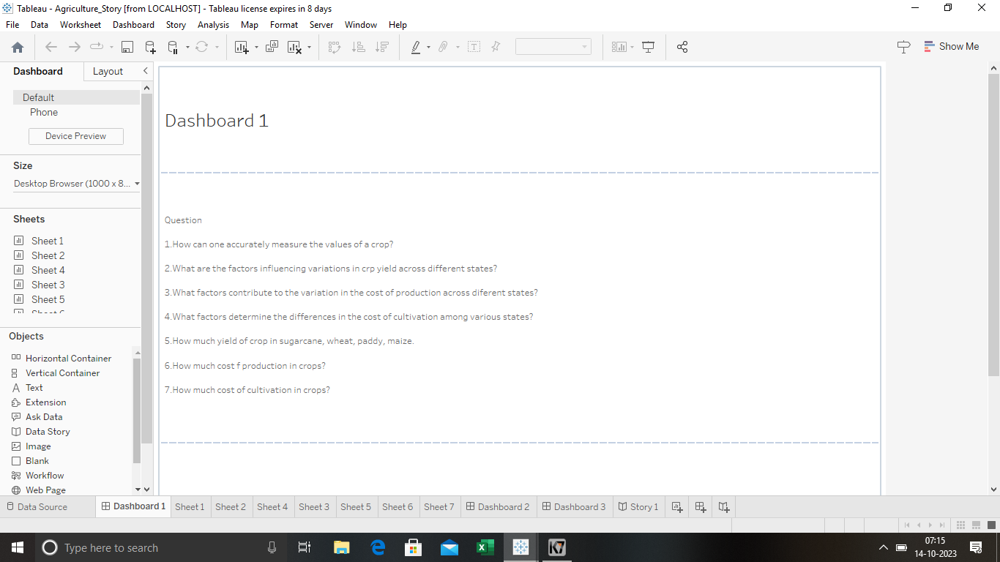 Tableau - Agriculture_Story [from LOCALHOST] - Tableau license expires in 8 days
File Data Worksheet Dashboard Story Analysis Map Format Server Window Help
Show Me
Dashboard Layout
Default
Phone
Device Preview
Size
Desktop Browser (1000 x 8...
Sheets
Sheet 1
Sheet 2
Sheet 4
Sheet 3
Sheet 5
Objects
Horizontal Container
Vertical Container
Text
Extension
Ask Data
Data Story
Image
Blank
Workflow
Web Page
Dashboard 1
Question
1.How can one accurately measure the values of a crop?
2.What are the factors influencing variations in crp yield across different states?
3.What factors contribute to the variation in the cost of production across diferent states?
4.What factors determine the differences in the cost of cultivation among various states?
5.How much yield of crop in sugarcane, wheat, paddy, maize.
6.How much cost f production in crops?
7.How much cost of cultivation in crops?
Data Source Dashboard 1 Sheet 1 Sheet 2 Sheet 4 Sheet 3 Sheet 5 Sheet 6 Sheet 7 Dashboard 2 Dashboard 3 Story 1
Type here to search
K7
07:15
14-10-2023